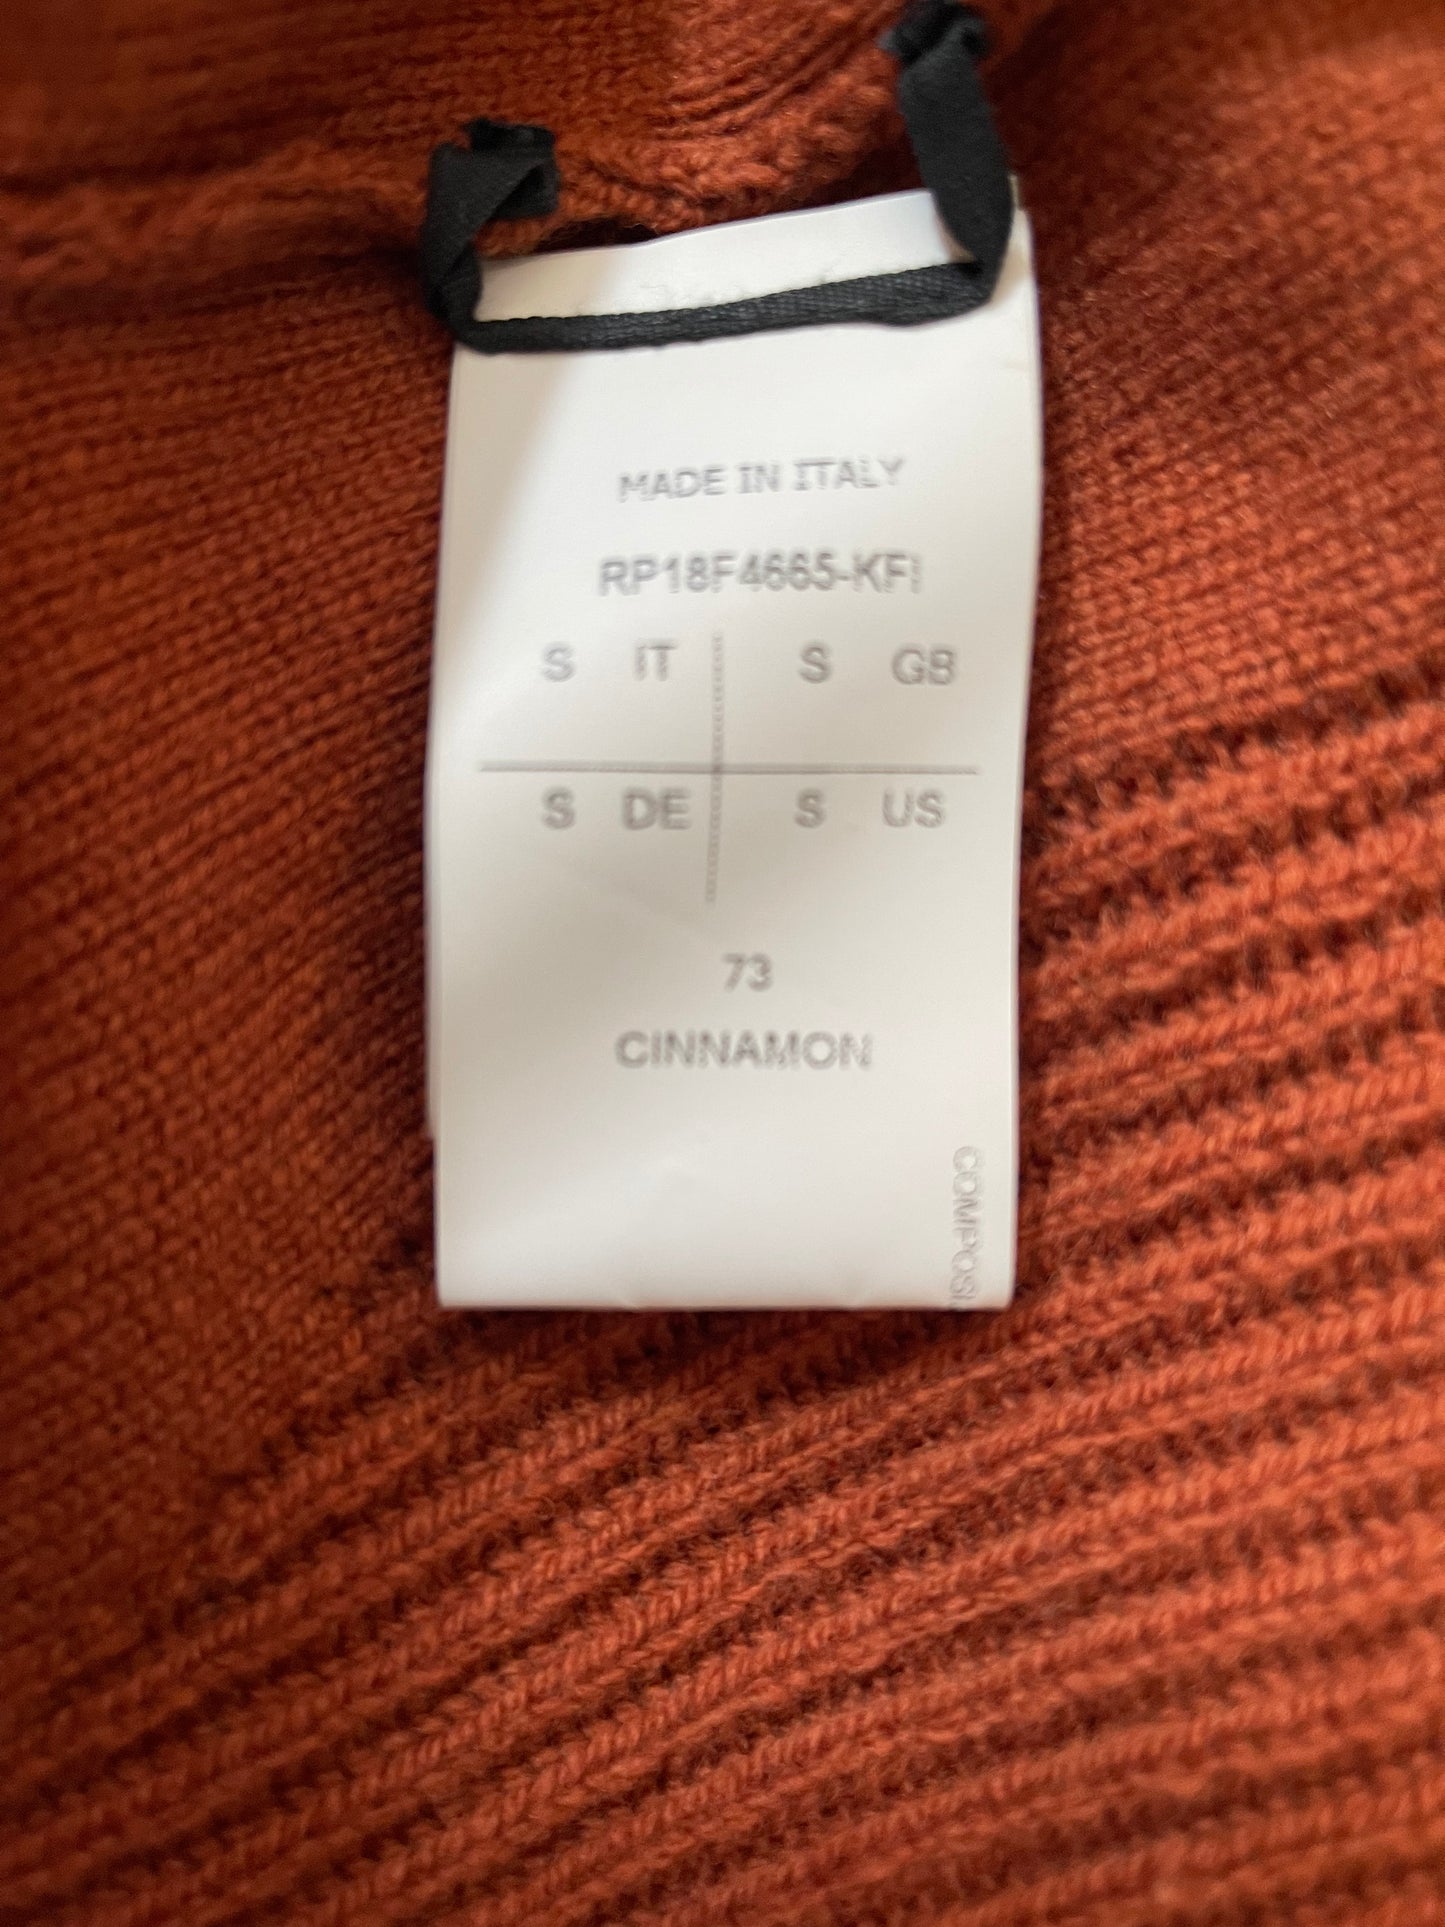 MADE IN ITALY
RP18F4665-KFI
S IT S GB
S DE S US
73
CINNAMON